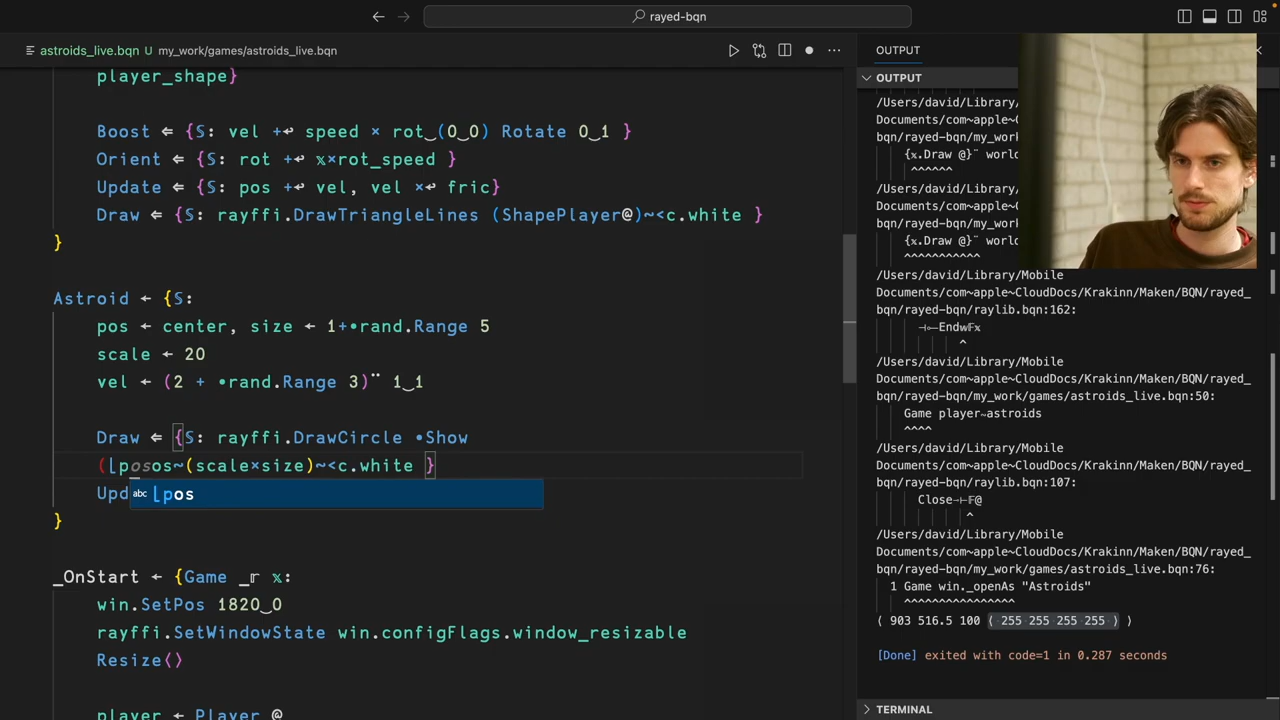 rayed-bqn
astroids_live.bqn U my_work/games/astroids_live.bqn
player_shape}
Boost ⇐ {𝕊: vel +↩ speed × rot‿(0‿0) Rotate 0‿1 }
Orient ⇐ {𝕊: rot +↩ 𝕩×rot_speed }
Update ⇐ {𝕊: pos +↩ vel, vel ×↩ fric}
Draw ⇐ {𝕊: rayffi.DrawTriangleLines (ShapePlayer@)∾<c.white }
}
Astroid ← {𝕊:
pos ← center, size ← 1+•rand.Range 5
scale ← 20
vel ← (2 + •rand.Range 3)¨ 1‿1
Draw ⇐ {𝕊: rayffi.DrawCircle •Show
(⌊posos∾(scale×size)∾<c.white }
Upd
⌊pos
}
_OnStart ← {Game _𝕣 𝕩:
win.SetPos 1820‿0
rayffi.SetWindowState win.configFlags.window_resizable
Resize⟨⟩
player ← Player @
OUTPUT
OUTPUT
/Users/david/Library/
Documents/com~apple~C
bqn/rayed-bqn/my_work
{𝕩.Draw @}¨ worl
^^^^^^
/Users/david/Library/
Documents/com~apple~C
bqn/rayed-bqn/my_work
{𝕩.Draw @}¨ worl
^^^^^^^^^^^
/Users/david/Library/Mobile
Documents/com~apple~CloudDocs/Krakinn/Maken/BQN/rayed_
bqn/rayed-bqn/raylib.bqn:162:
⊣⟜End𝕨𝔽𝕩
^
/Users/david/Library/Mobile
Documents/com~apple~CloudDocs/Krakinn/Maken/BQN/rayed_
bqn/rayed-bqn/my_work/games/astroids_live.bqn:50:
Game player∾astroids
^^^^
/Users/david/Library/Mobile
Documents/com~apple~CloudDocs/Krakinn/Maken/BQN/rayed_
bqn/rayed-bqn/raylib.bqn:107:
Close⊸⊢𝔽@
^
/Users/david/Library/Mobile
Documents/com~apple~CloudDocs/Krakinn/Maken/BQN/rayed_
bqn/rayed-bqn/my_work/games/astroids_live.bqn:76:
1 Game win._openAs "Astroids"
^^^^^^^^^^^^^^^^
⟨ 903 516.5 100 ⟨ 255 255 255 255 ⟩ ⟩
[Done] exited with code=1 in 0.287 seconds
TERMINAL